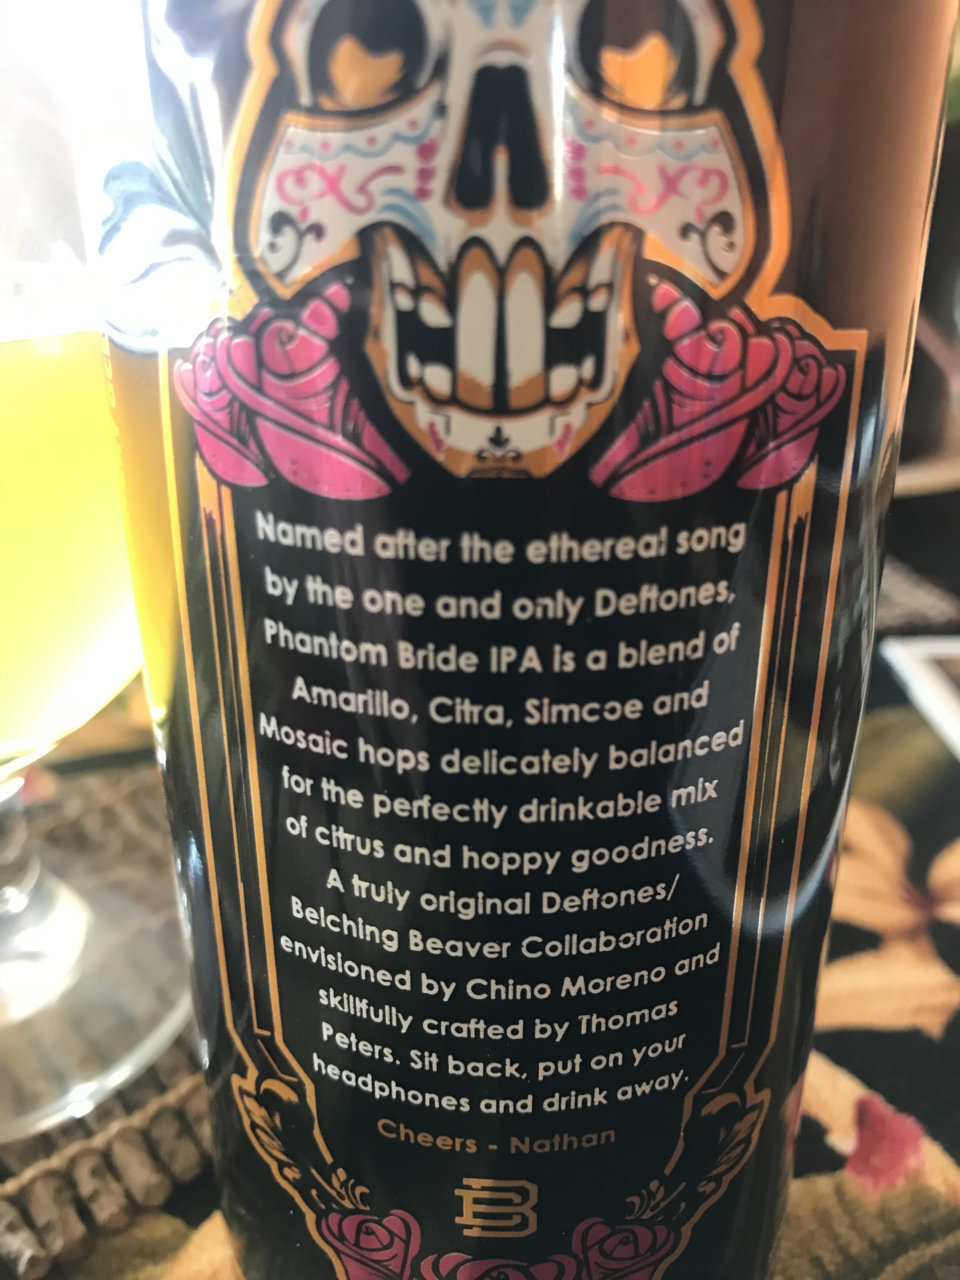 Named after the ethereal song
by the one and only Deftones,
Phantom Bride IPA is a blend of
Amarillo, Citra, Simcoe and
Mosaic hops delicately balanced
for the perfectly drinkable mix
of citrus and hoppy goodness.
A truly original Deftones/
Belching Beaver Collaboration
envisioned by Chino Moreno and
skillfully crafted by Thomas
Peters. Sit back, put on your
headphones and drink away.
Cheers - Nathan
B